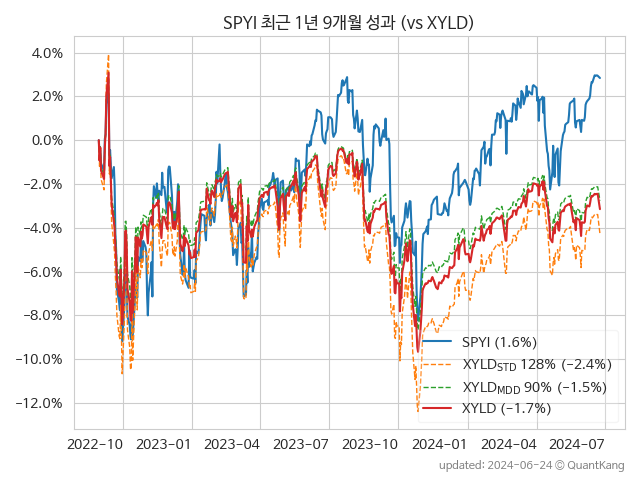 SPYI 최근 1년 9개월 성과 (vs XYLD)
4.0%
2.0%
0.0%
−2.0%
−4.0%
−6.0%
−8.0%
−10.0%
−12.0%
SPYI (1.6%)
XYLD_STD 128% (−2.4%)
XYLD_MDD 90% (−1.5%)
XYLD (−1.7%)
2022−10 2023−01 2023−04 2023−07 2023−10 2024−01 2024−04 2024−07
updated: 2024−06−24 © QuantKang